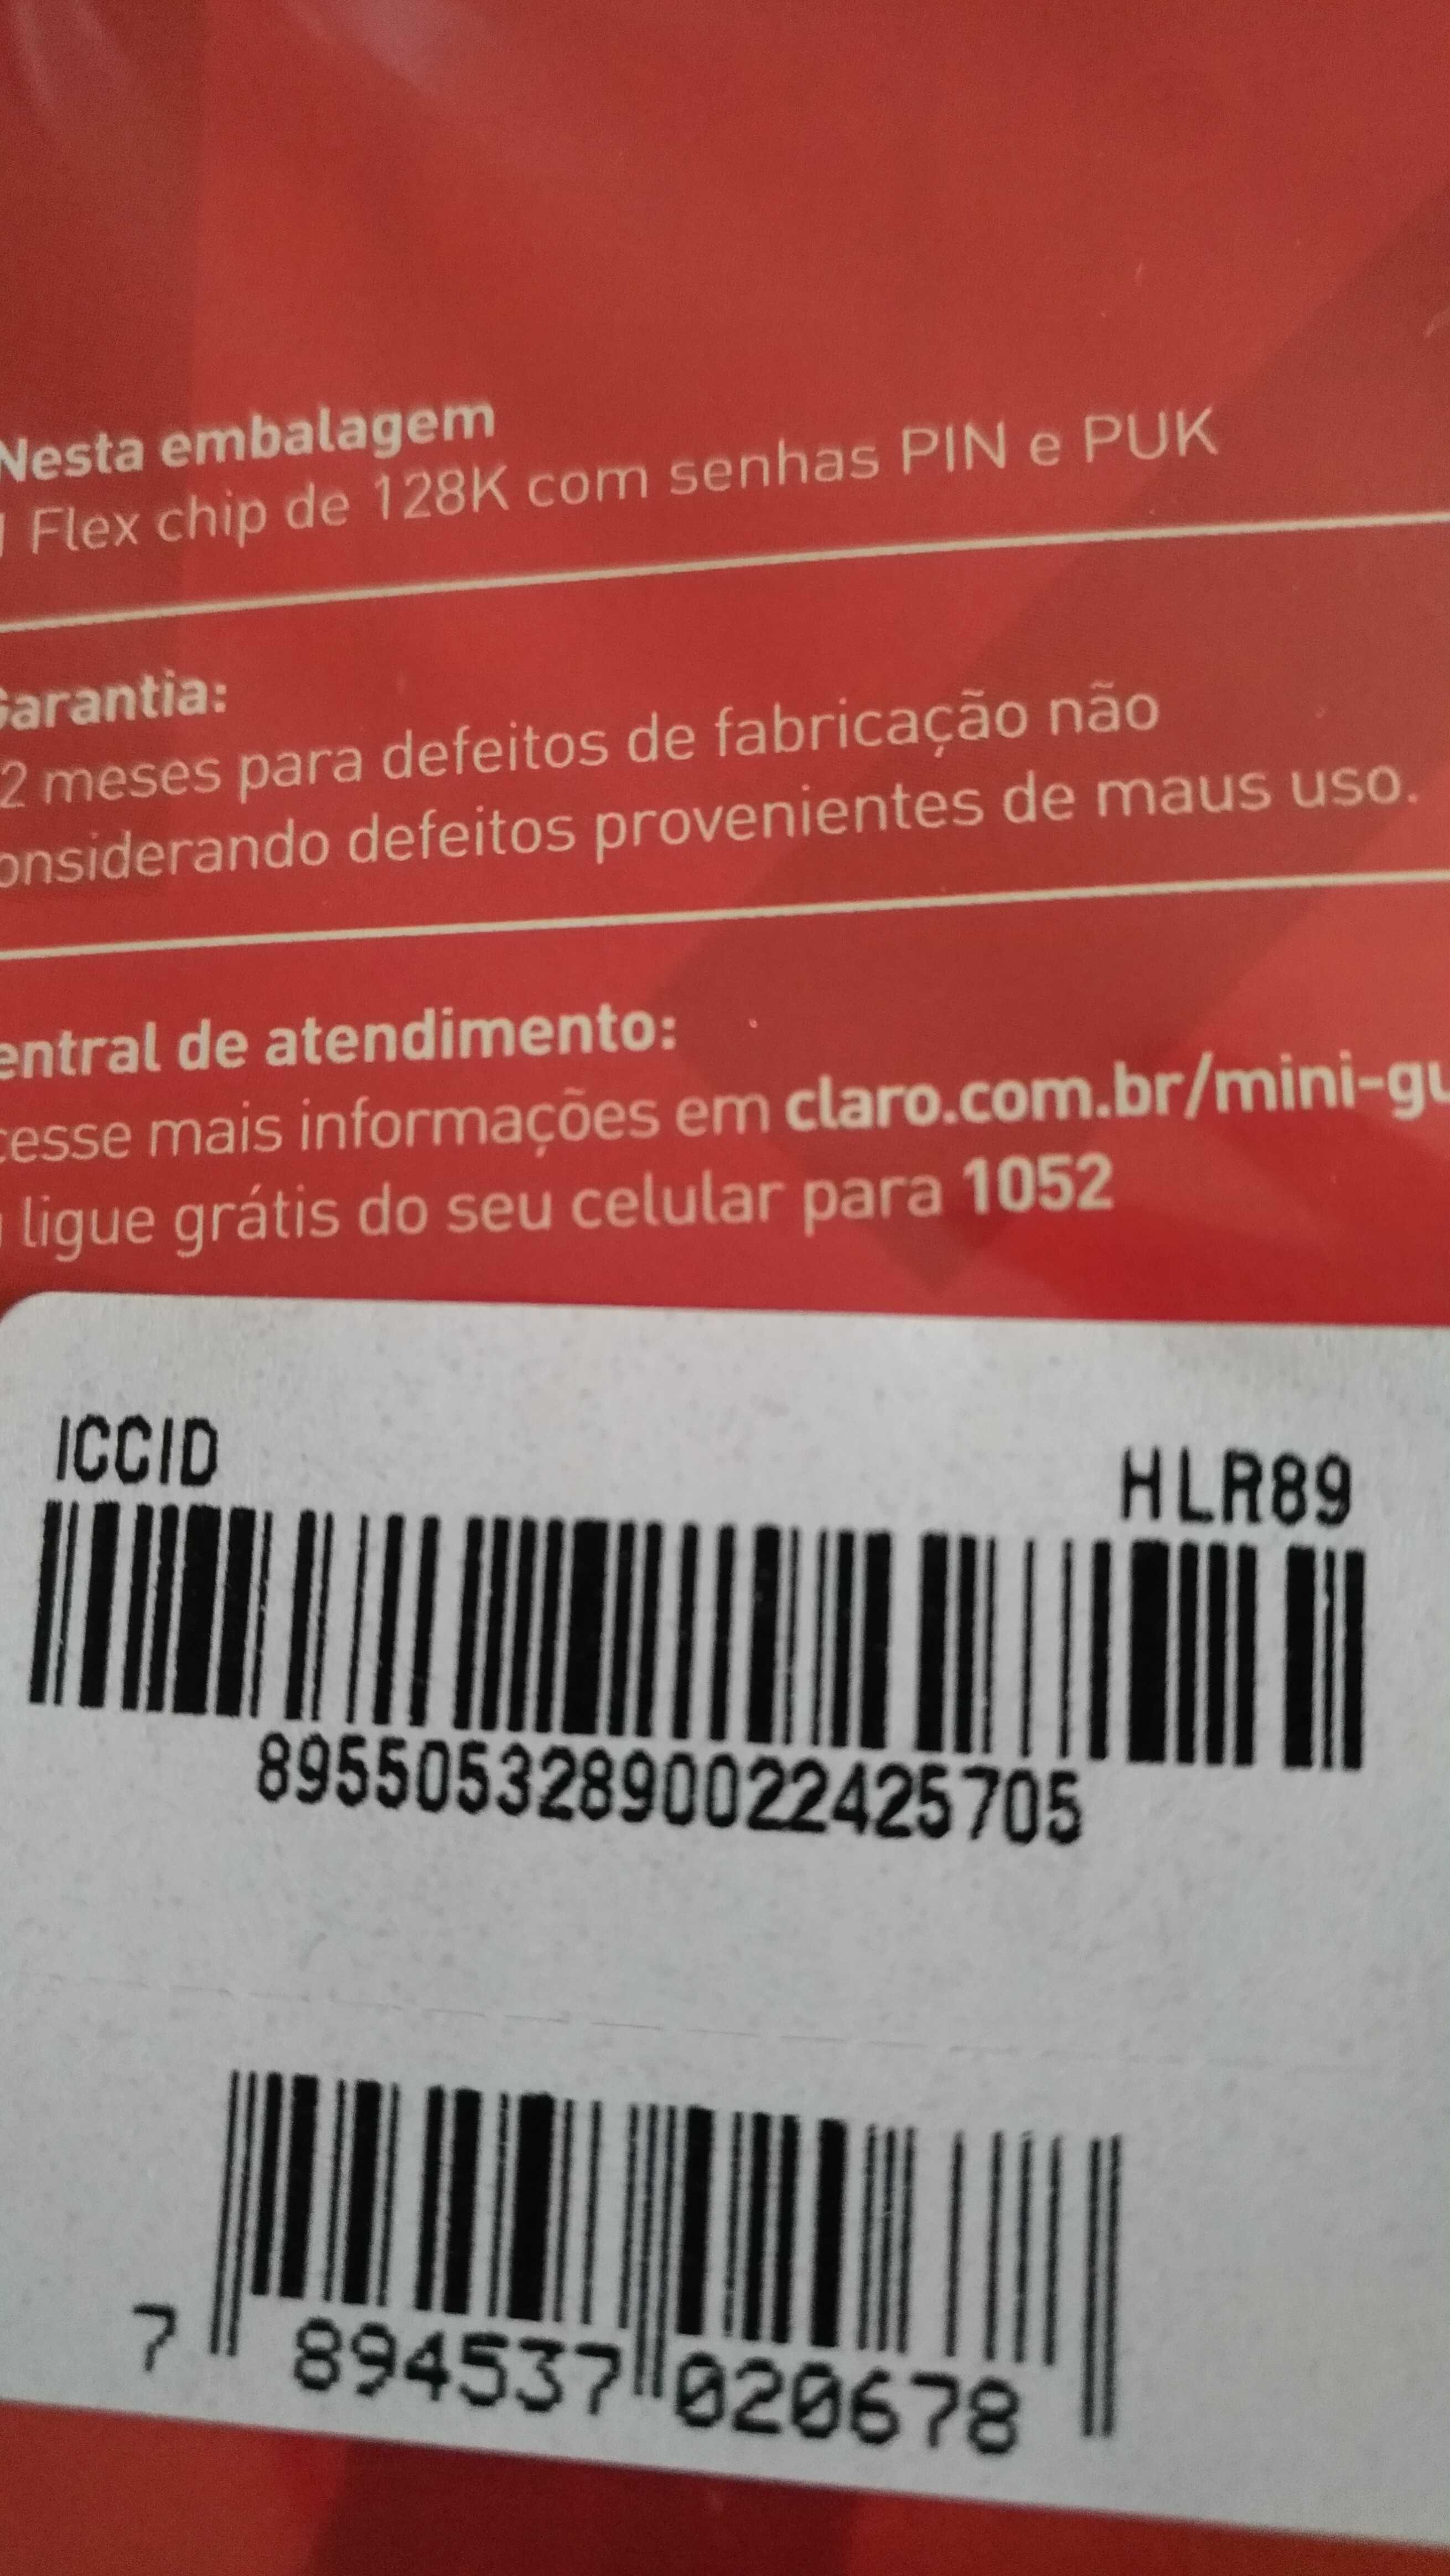 Nesta embalagem
1 Flex chip de 128K com senhas PIN e PUK
Garantia:
2 meses para defeitos de fabricação não
onsiderando defeitos provenientes de maus uso.
entral de atendimento:
cesse mais informações em claro.com.br/mini-gu
ligue grátis do seu celular para 1052
ICCID HLR89
89550532890022425705
7 894537 020678